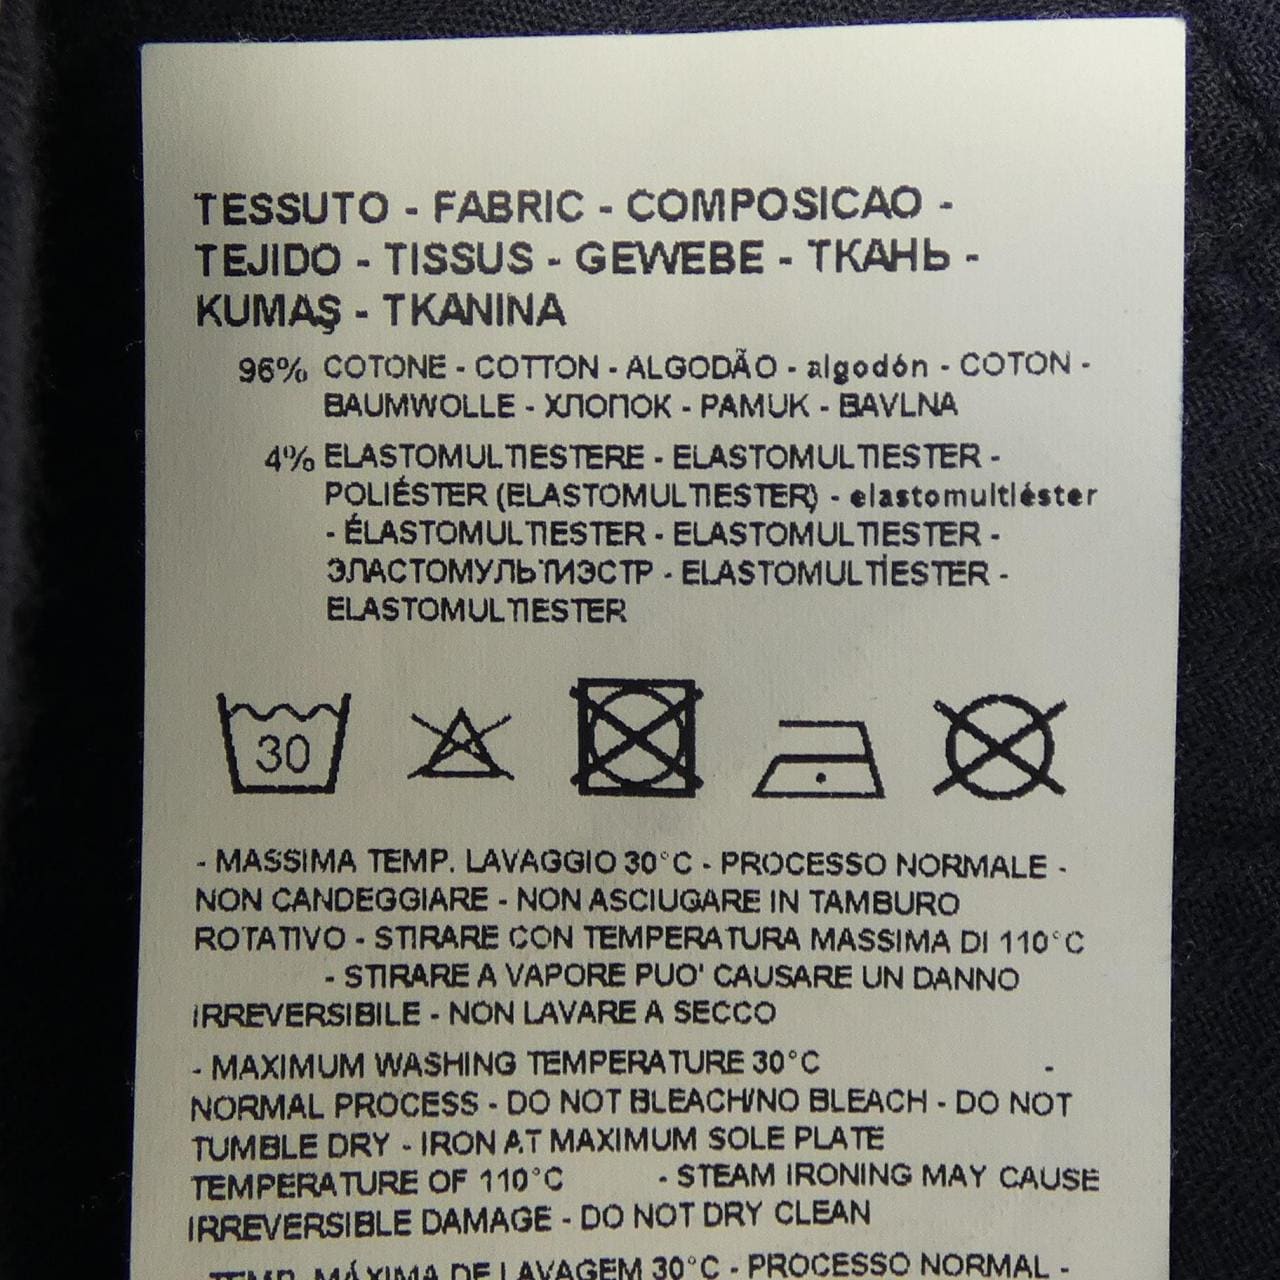 TESSUTO - FABRIC - COMPOSICAO -
TEJIDO - TISSUS - GEWEBE - ТКАНЬ -
KUMAŞ - TKANINA
96% COTONE - COTTON - ALGODÃO - algodón - COTON -
BAUMWOLLE - ХЛОПОК - PAMUK - BAVLNA
4% ELASTOMULTIESTERE - ELASTOMULTIESTER -
POLIÉSTER (ELASTOMULTIESTER) - elastomultiéster
- ÉLASTOMULTIESTER - ELASTOMULTIESTER -
ЭЛАСТОМУЛЬТИЭСТР - ELASTOMULTİESTER -
ELASTOMULTIESTER
30
- MASSIMA TEMP. LAVAGGIO 30°C - PROCESSO NORMALE -
NON CANDEGGIARE - NON ASCIUGARE IN TAMBURO
ROTATIVO - STIRARE CON TEMPERATURA MASSIMA DI 110°C
- STIRARE A VAPORE PUO' CAUSARE UN DANNO
IRREVERSIBILE - NON LAVARE A SECCO
- MAXIMUM WASHING TEMPERATURE 30°C -
NORMAL PROCESS - DO NOT BLEACH/NO BLEACH - DO NOT
TUMBLE DRY - IRON AT MAXIMUM SOLE PLATE
TEMPERATURE OF 110°C - STEAM IRONING MAY CAUSE
IRREVERSIBLE DAMAGE - DO NOT DRY CLEAN
TEMP. MÁXIMA DE LAVAGEM 30°C - PROCESSO NORMAL -